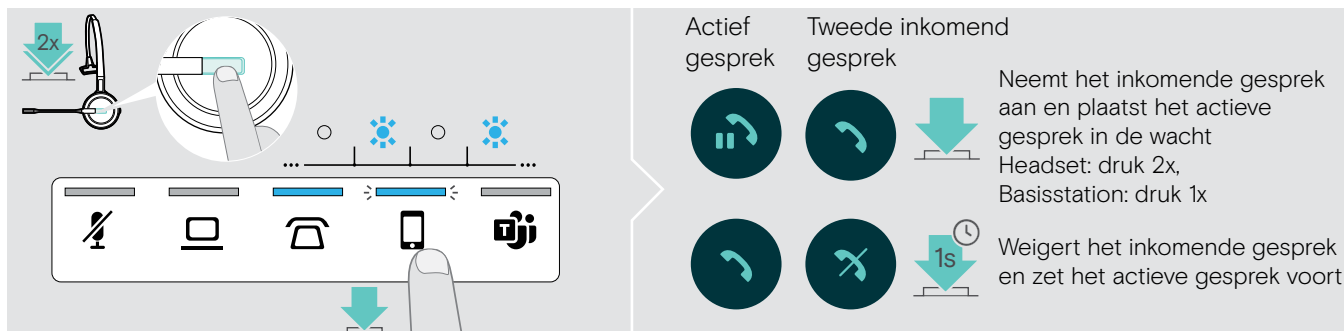 2x
...
...
T
Actief
gesprek
Tweede inkomend
gesprek
Neemt het inkomende gesprek
aan en plaatst het actieve
gesprek in de wacht
Headset: druk 2x,
Basisstation: druk 1x
1s
Weigert het inkomende gesprek
en zet het actieve gesprek voort